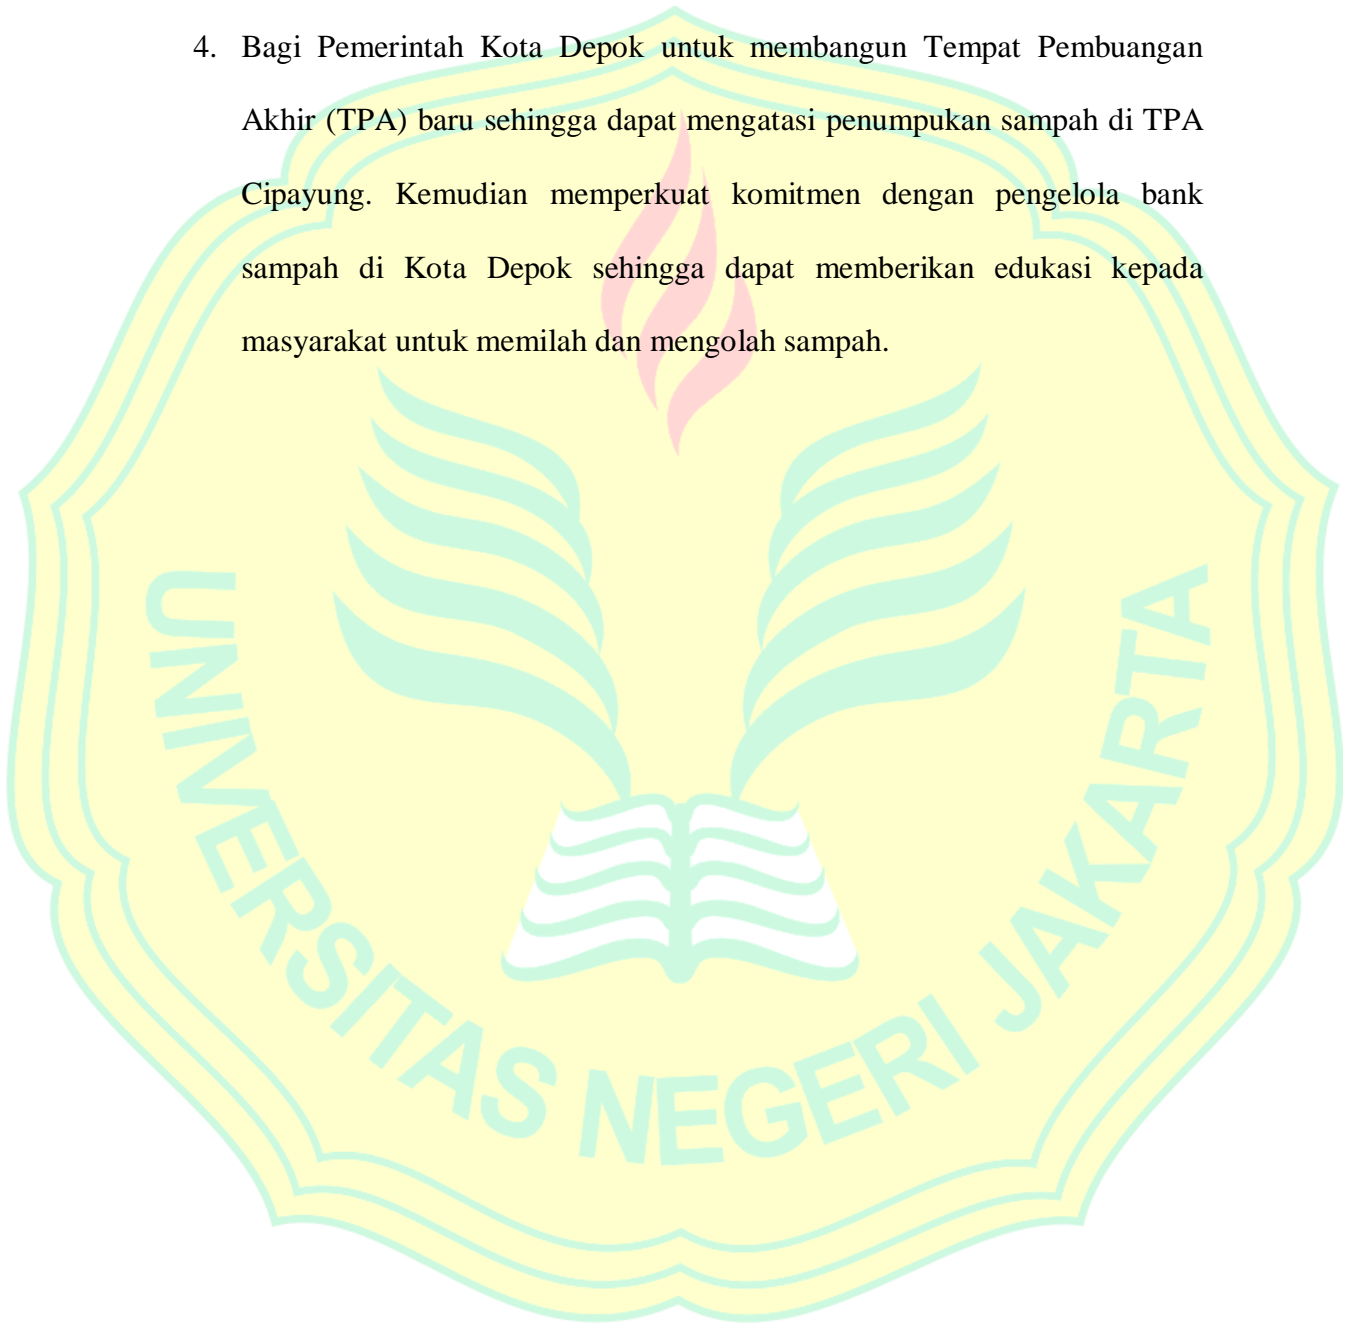 4. Bagi Pemerintah Kota Depok untuk membangun Tempat Pembuangan
Akhir (TPA) baru sehingga dapat mengatasi penumpukan sampah di TPA
Cipayung. Kemudian memperkuat komitmen dengan pengelola bank
sampah di Kota Depok sehingga dapat memberikan edukasi kepada
masyarakat untuk memilah dan mengolah sampah.
UNIVERSITAS NEGERI JAKARTA